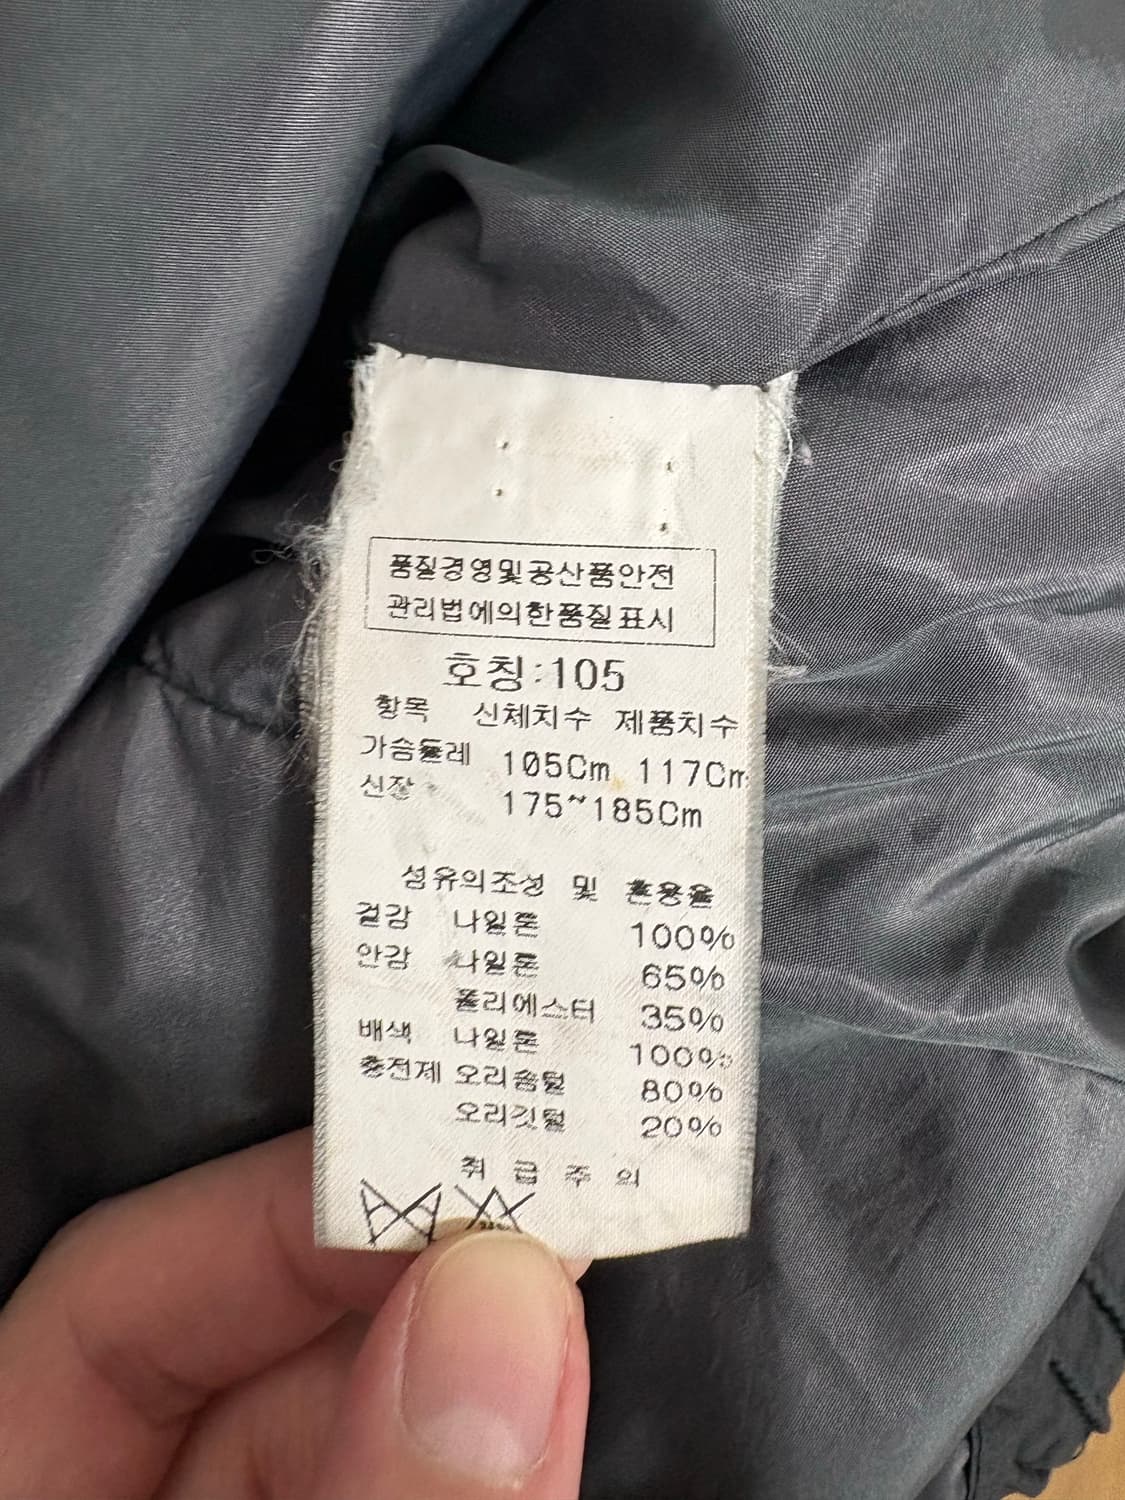 품질경영및공산품안전
관리법에의한품질표시
호칭:105
항목 신체치수 제품치수
가슴둘레 105Cm 117Cm
신장 175~185Cm
섬유의조성 및 혼용율
겉감 나일론 100%
안감 나일론 65%
폴리에스터 35%
배색 나일론 100%
충전제 오리솜털 80%
오리깃털 20%
취 급 주 의